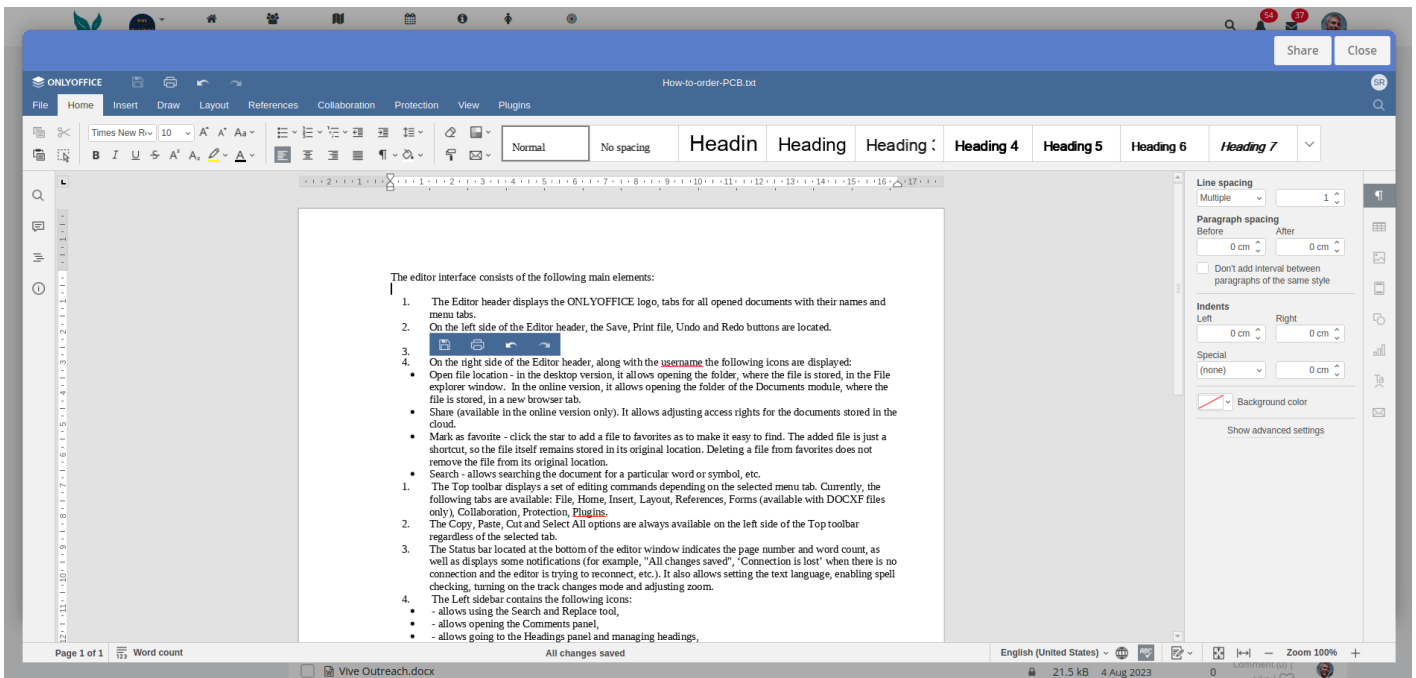 54
37
Share
Close
ONLYOFFICE
How-to-order-PCB.txt
SR
File
Home
Insert
Draw
Layout
References
Collaboration
Protection
View
Plugins
Times New R
10
Aa
B
I
U
S
Normal
No spacing
Headin
Heading
Heading
Heading 4
Heading 5
Heading 6
Heading 7
The editor interface consists of the following main elements:
1. The Editor header displays the ONLYOFFICE logo, tabs for all opened documents with their names and
menu tabs.
2. On the left side of the Editor header, the Save, Print file, Undo and Redo buttons are located.
3.
4. On the right side of the Editor header, along with the username the following icons are displayed:
• Open file location - in the desktop version, it allows opening the folder, where the file is stored, in the File
explorer window. In the online version, it allows opening the folder of the Documents module, where the
file is stored, in a new browser tab.
• Share (available in the online version only). It allows adjusting access rights for the documents stored in the
cloud.
• Mark as favorite - click the star to add a file to favorites as to make it easy to find. The added file is just a
shortcut, so the file itself remains stored in its original location. Deleting a file from favorites does not
remove the file from its original location.
• Search - allows searching the document for a particular word or symbol, etc.
1. The Top toolbar displays a set of editing commands depending on the selected menu tab. Currently, the
following tabs are available: File, Home, Insert, Layout, References, Forms (available with DOCXF files
only), Collaboration, Protection, Plugins.
2. The Copy, Paste, Cut and Select All options are always available on the left side of the Top toolbar
regardless of the selected tab.
3. The Status bar located at the bottom of the editor window indicates the page number and word count, as
well as displays some notifications (for example, "All changes saved", ‘Connection is lost’ when there is no
connection and the editor is trying to reconnect, etc.). It also allows setting the text language, enabling spell
checking, turning on the track changes mode and adjusting zoom.
4. The Left sidebar contains the following icons:
• - allows using the Search and Replace tool,
• - allows opening the Comments panel,
• - allows going to the Headings panel and managing headings,
Line spacing
Multiple
1
Paragraph spacing
Before
After
0 cm
0 cm
Don't add interval between
paragraphs of the same style
Indents
Left
Right
0 cm
0 cm
Special
(none)
0 cm
Background color
Show advanced settings
Page 1 of 1
Word count
All changes saved
English (United States)
Zoom 100%
Vive Outreach.docx
21.5 kB
4 Aug 2023
0
Comment (0) |